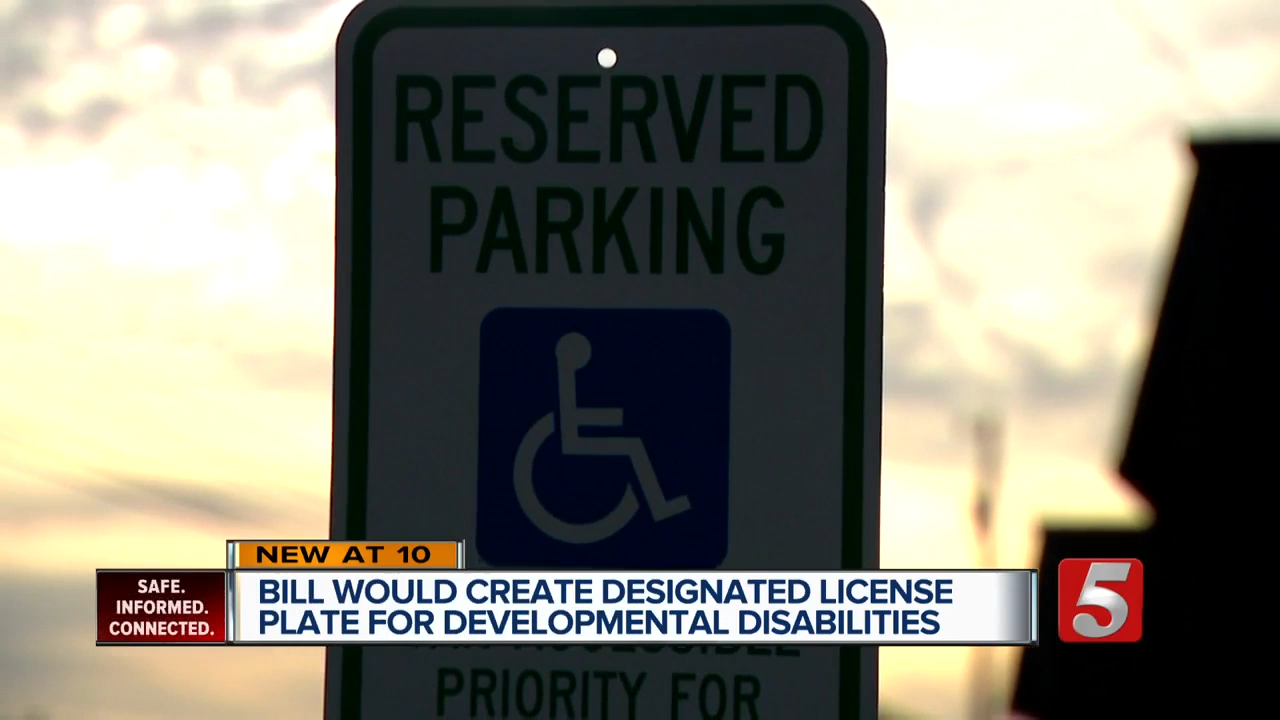 RESERVED
PARKING
NEW AT 10
SAFE.
INFORMED.
CONNECTED.
BILL WOULD CREATE DESIGNATED LICENSE
PLATE FOR DEVELOPMENTAL DISABILITIES
5
PRIORITY FOR